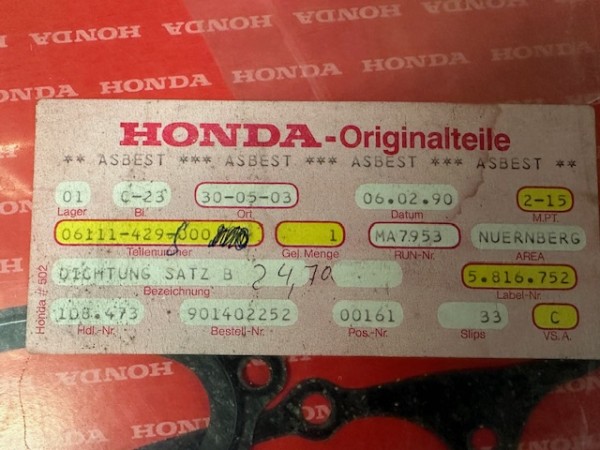 HONDA HONDA HONDA HONDA
HONDA HONDA HONDA
HONDA-Originalteile
** ASBEST *** ASBEST *** ASBEST *** ASBEST **
01 C-23 30-05-03 06.02.90 2-15
Lager Bl. Ort. Datum M.PT.
06111-429- 1 MA7953 NUERNBERG
Gel. Menge RUN-Nr. AREA
DICHTUNG SATZ B 24,70 5.816.752
Bezeichnung Label-Nr.
1D8.473 901402252 00161 33 C
Hdl.-Nr. Bestell-Nr. Pos.-Nr. Slips VS.A.
Honda # 502
HONDA
HONDA HONDA